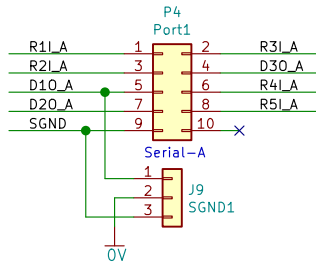 P4
Port1
R1I_A 1 2 R3I_A
R2I_A 3 4 D3O_A
D1O_A 5 6 R4I_A
D2O_A 7 8 R5I_A
SGND 9 10
Serial-A
1 J9
2 SGND1
3
0V